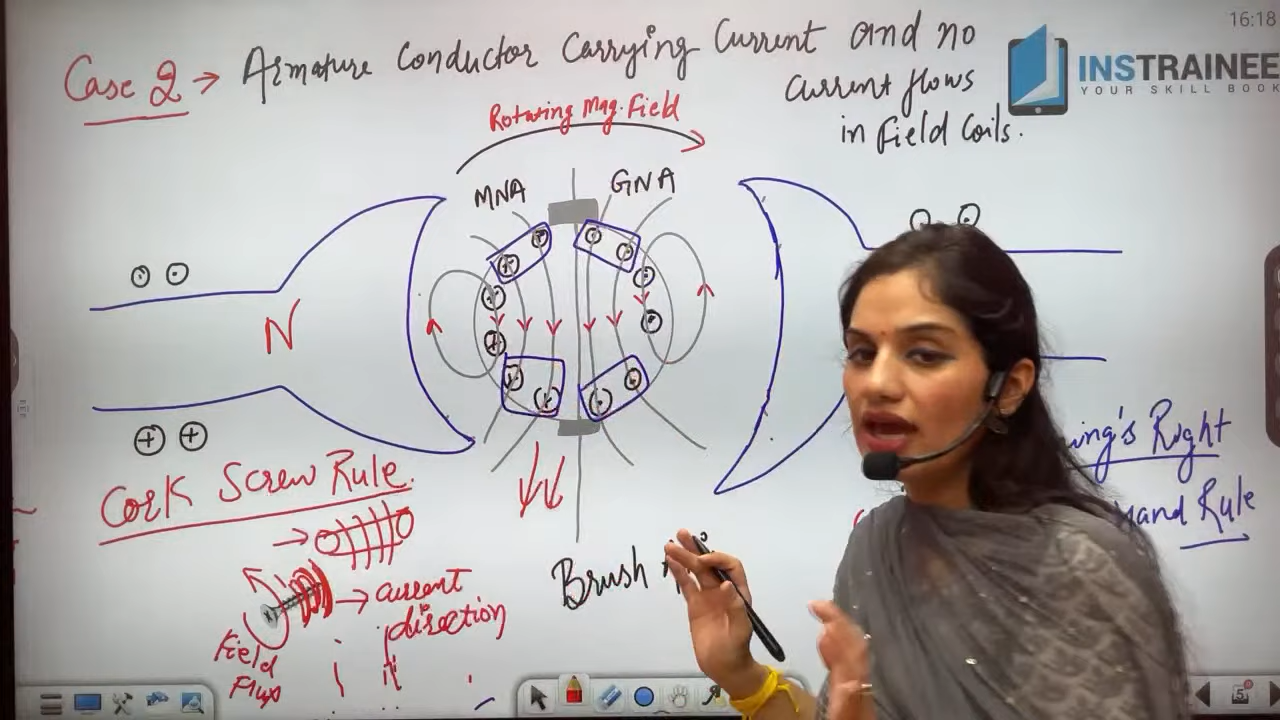 16:18
INSTRAINEE
YOUR SKILL BOOK
Case 2 → Armature Conductor Carrying Current and no
current flows
in Field Coils.
Rotating Mag. Field
MNA
GNA
N
Cork Screw Rule.
→ current
direction
Field
Flux
Brush
Right
Hand Rule
5